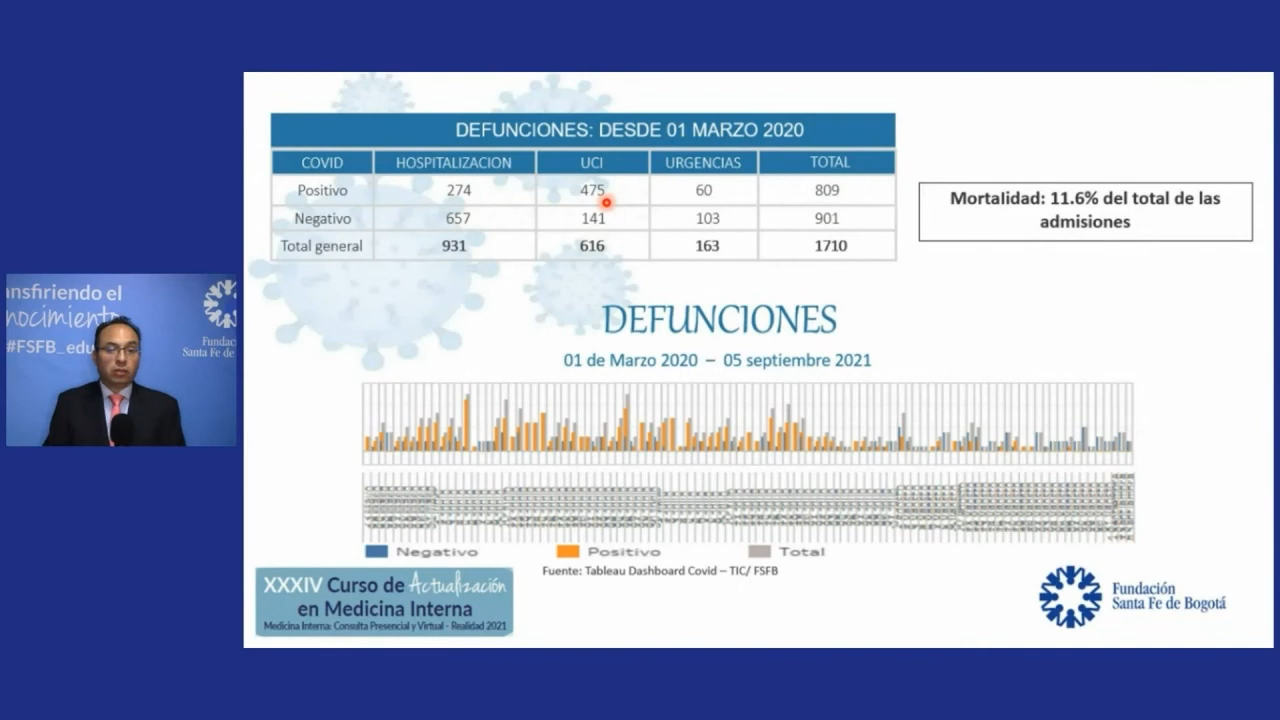 nsfiriendo el
nocimiento
#FSFB_edu
Fundac
Santa Fe de
DEFUNCIONES: DESDE 01 MARZO 2020
COVID HOSPITALIZACION UCI URGENCIAS TOTAL
Positivo 274 475 60 809
Negativo 657 141 103 901
Total general 931 616 163 1710
Mortalidad: 11.6% del total de las
admisiones
DEFUNCIONES
01 de Marzo 2020 – 05 septiembre 2021
Negativo Positivo Total
Fuente: Tableau Dashboard Covid – TIC/ FSFB
XXXIV Curso de Actualización
en Medicina Interna
Medicina Interna: Consulta Presencial y Virtual - Realidad 2021
Fundación
Santa Fe de Bogotá